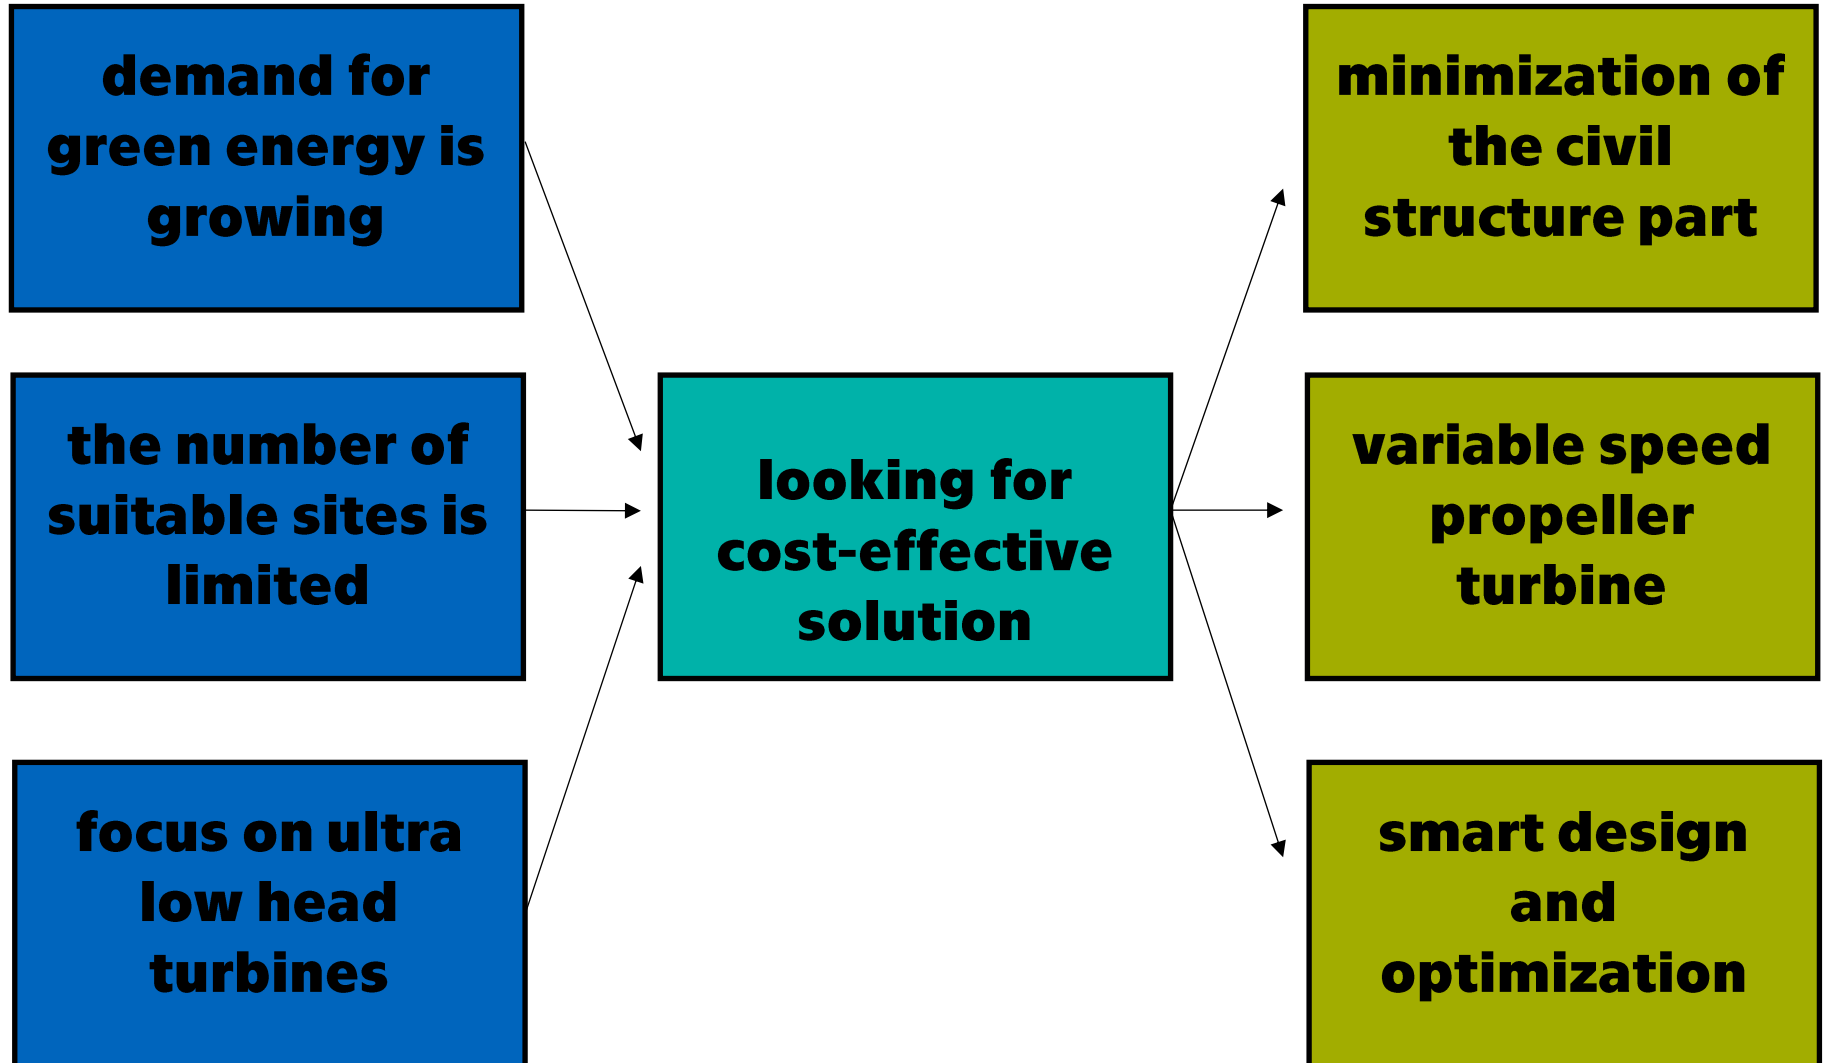 demand for
green energy is
growing
the number of
suitable sites is
limited
focus on ultra
low head
turbines
looking for
cost-effective
solution
minimization of
the civil
structure part
variable speed
propeller
turbine
smart design
and
optimization